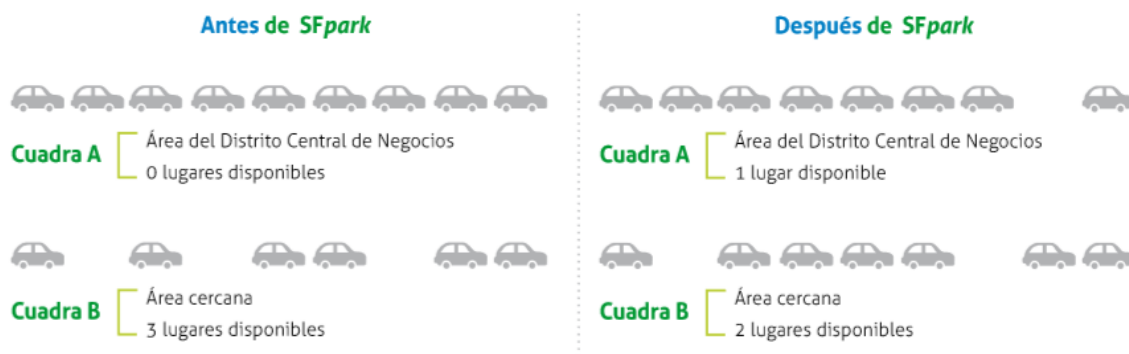 Antes de SFpark
Cuadra A
Área del Distrito Central de Negocios
0 lugares disponibles
Cuadra B
Área cercana
3 lugares disponibles
Después de SFpark
Cuadra A
Área del Distrito Central de Negocios
1 lugar disponible
Cuadra B
Área cercana
2 lugares disponibles